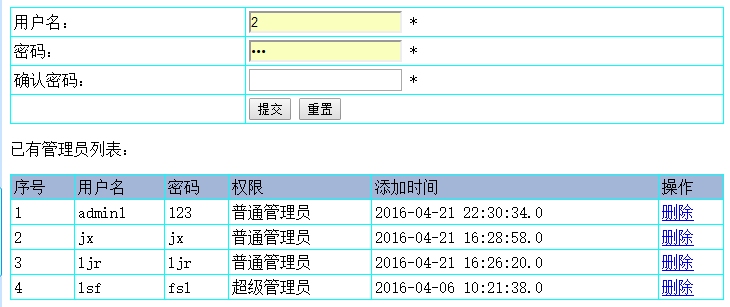 用户名： 2 *
密码： ••• *
确认密码： *
提交 重置
已有管理员列表：
序号 用户名 密码 权限 添加时间 操作
1 admin1 123 普通管理员 2016-04-21 22:30:34.0 删除
2 jx jx 普通管理员 2016-04-21 16:28:58.0 删除
3 ljr ljr 普通管理员 2016-04-21 16:26:20.0 删除
4 lsf fsl 超级管理员 2016-04-06 10:21:38.0 删除